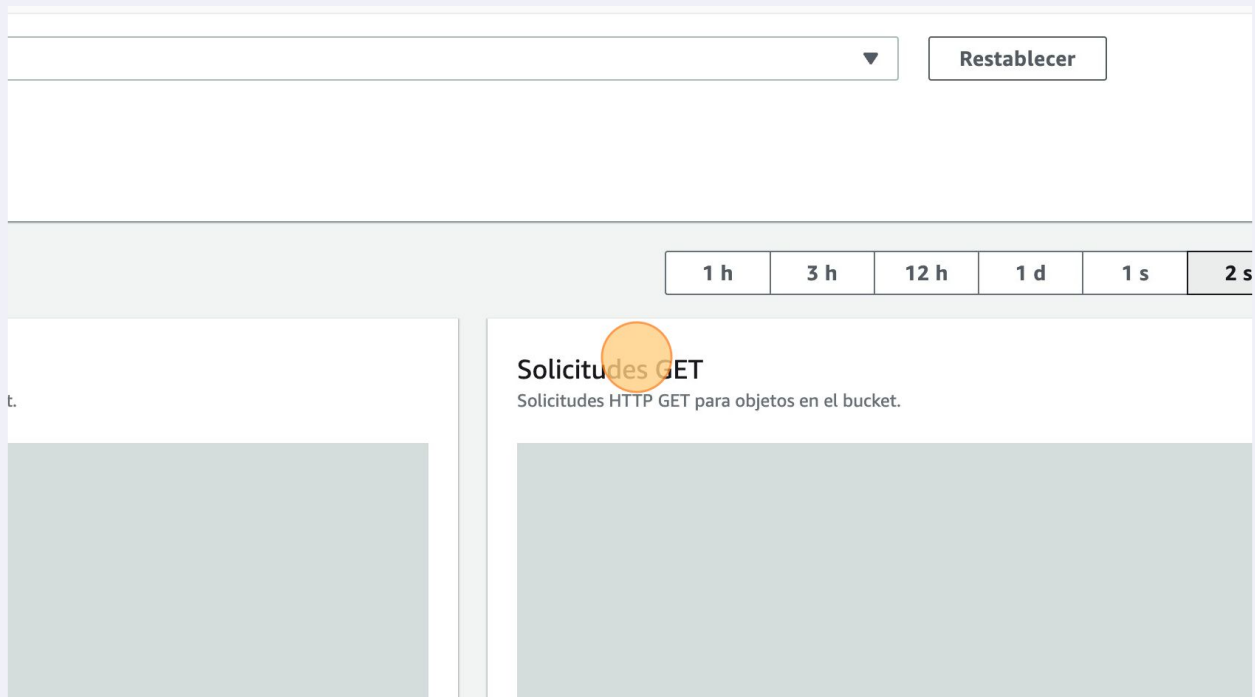 Restablecer
1 h 3 h 12 h 1 d 1 s 2 s
Solicitudes GET
t.
Solicitudes HTTP GET para objetos en el bucket.